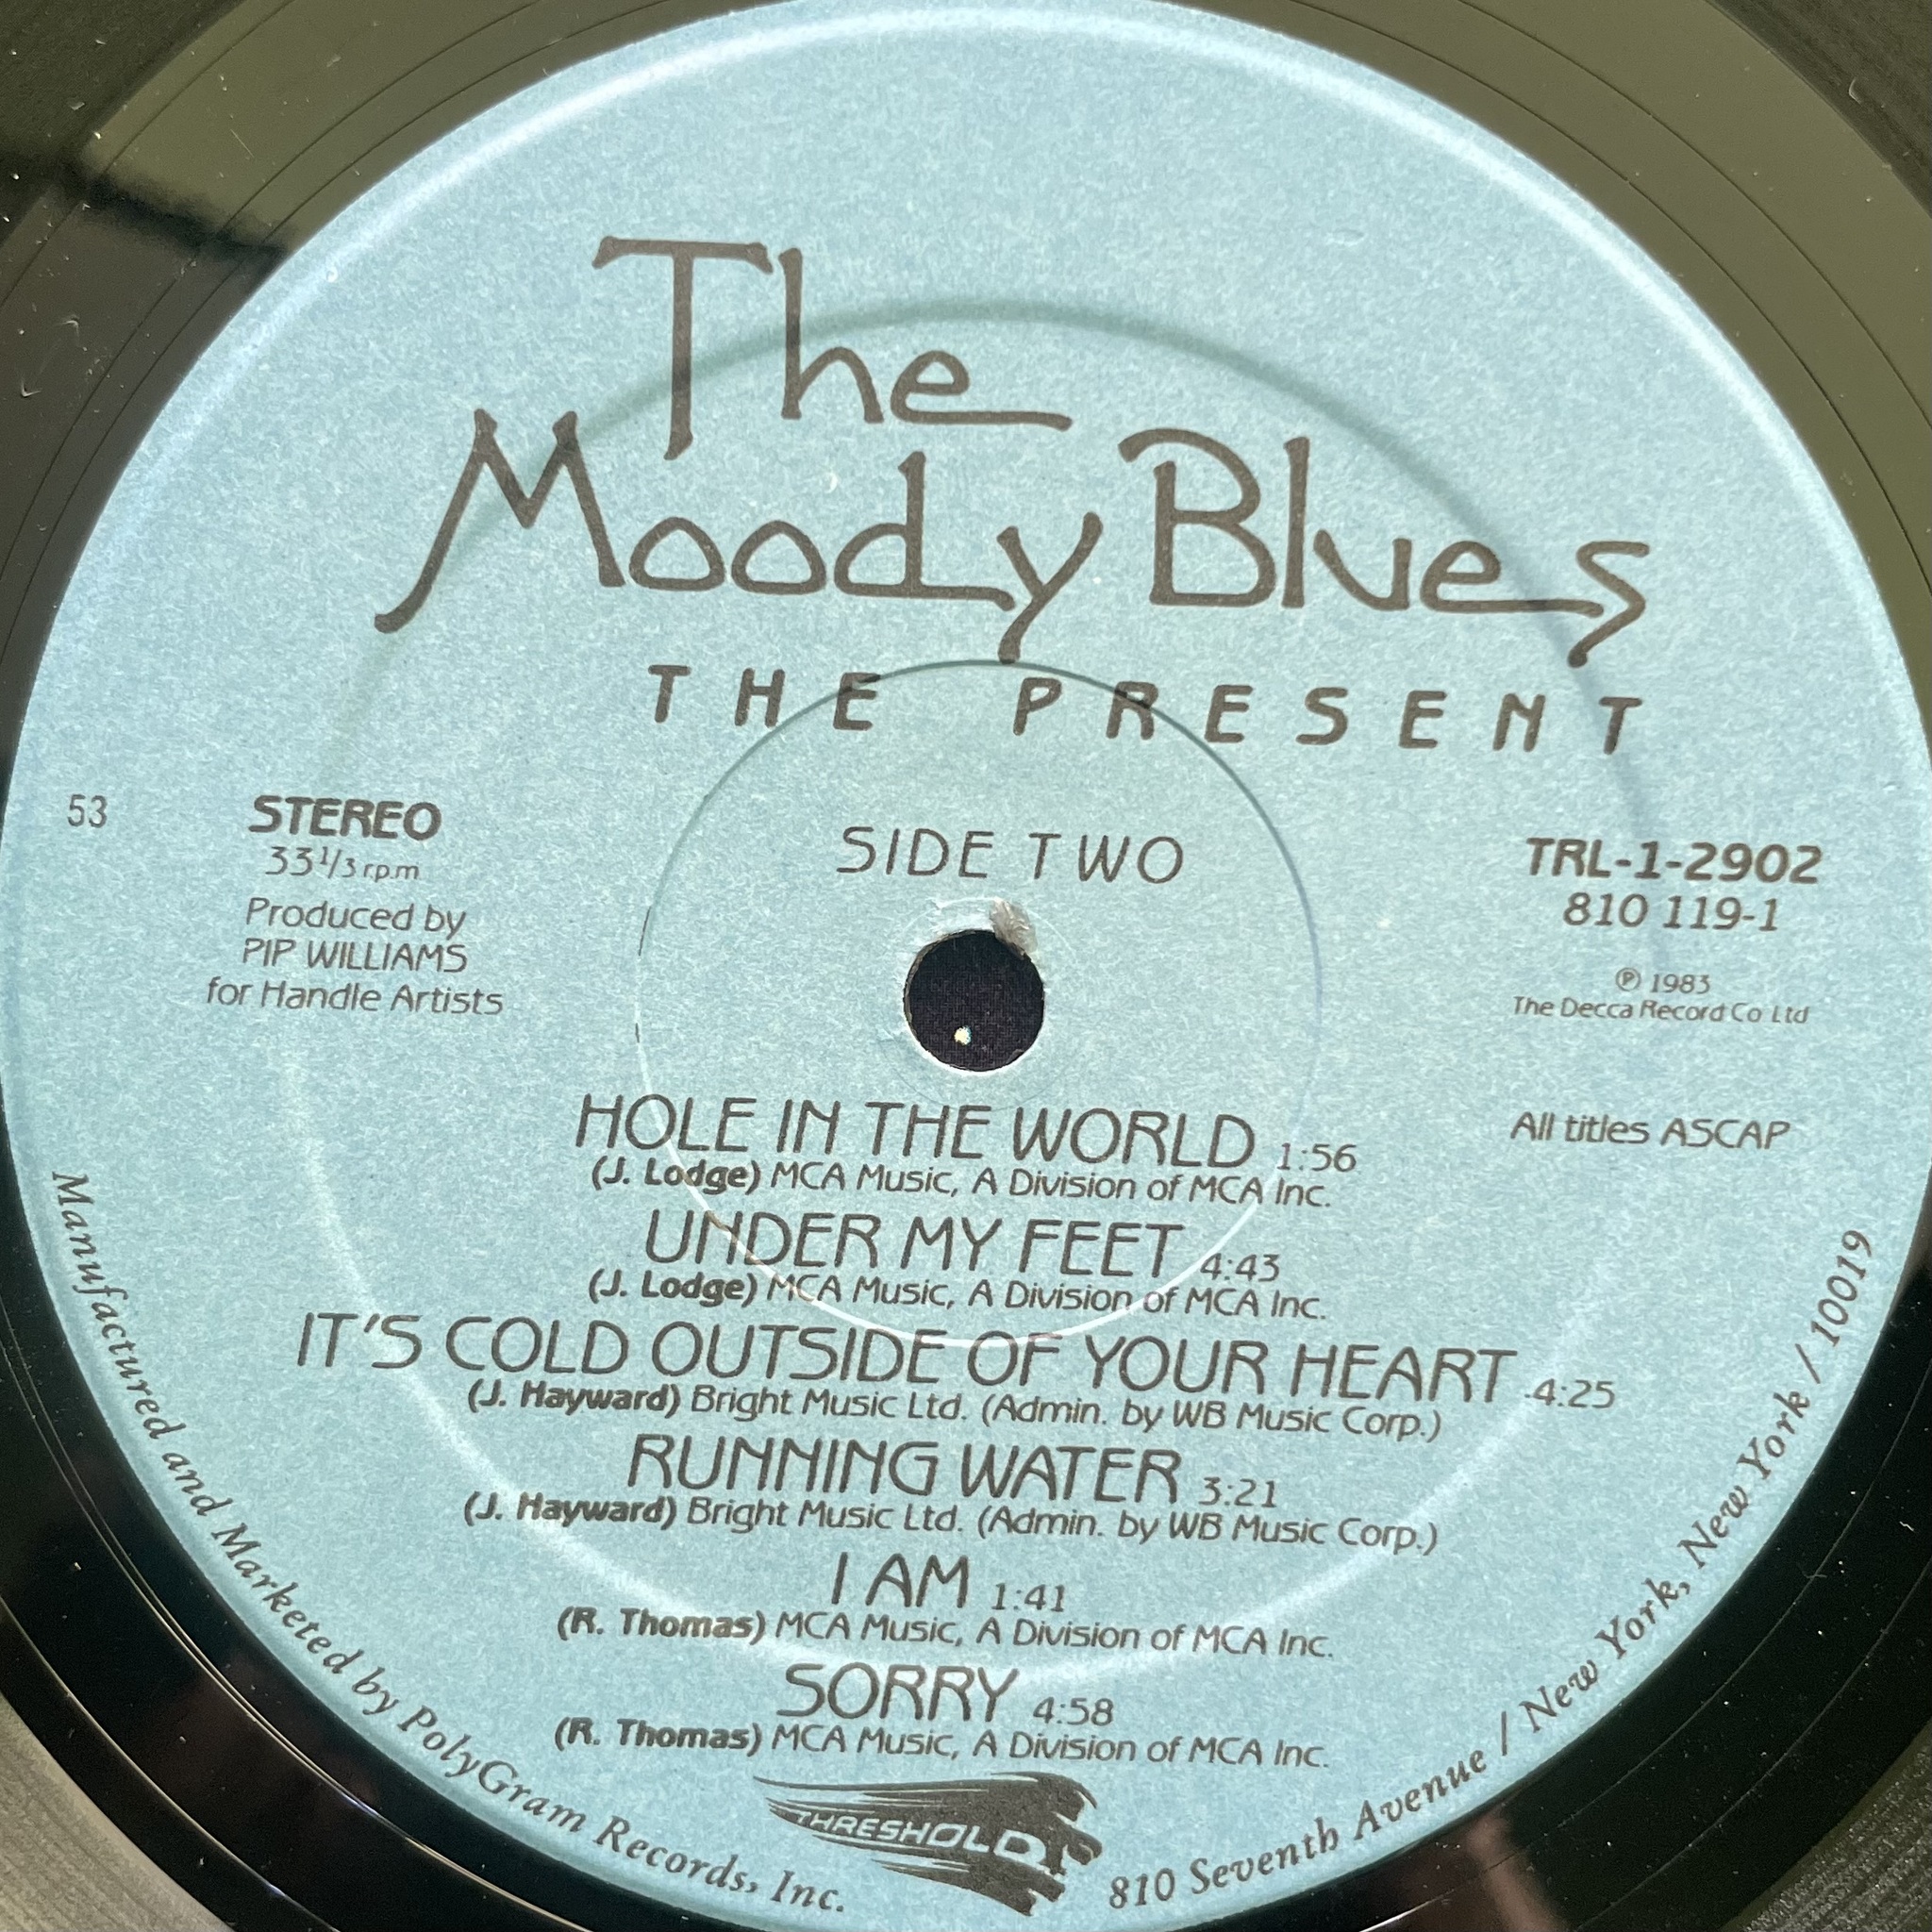 The
Moody Blues
THE PRESENT
53
STEREO
33 1/3 r.p.m
Produced by
PIP WILLIAMS
for Handle Artists
SIDE TWO
TRL-1-2902
810 119-1
℗ 1983
The Decca Record Co Ltd
All titles ASCAP
HOLE IN THE WORLD 1:56
(J. Lodge) MCA Music, A Division of MCA Inc.
UNDER MY FEET 4:43
(J. Lodge) MCA Music, A Division of MCA Inc.
IT'S COLD OUTSIDE OF YOUR HEART .4:25
(J. Hayward) Bright Music Ltd. (Admin. by WB Music Corp.)
RUNNING WATER 3:21
(J. Hayward) Bright Music Ltd. (Admin. by WB Music Corp.)
I AM 1:41
(R. Thomas) MCA Music, A Division of MCA Inc.
SORRY 4:58
(R. Thomas) MCA Music, A Division of MCA Inc.
THRESHOLD
Manufactured and Marketed by PolyGram Records, Inc.
810 Seventh Avenue / New York, New York / 10019